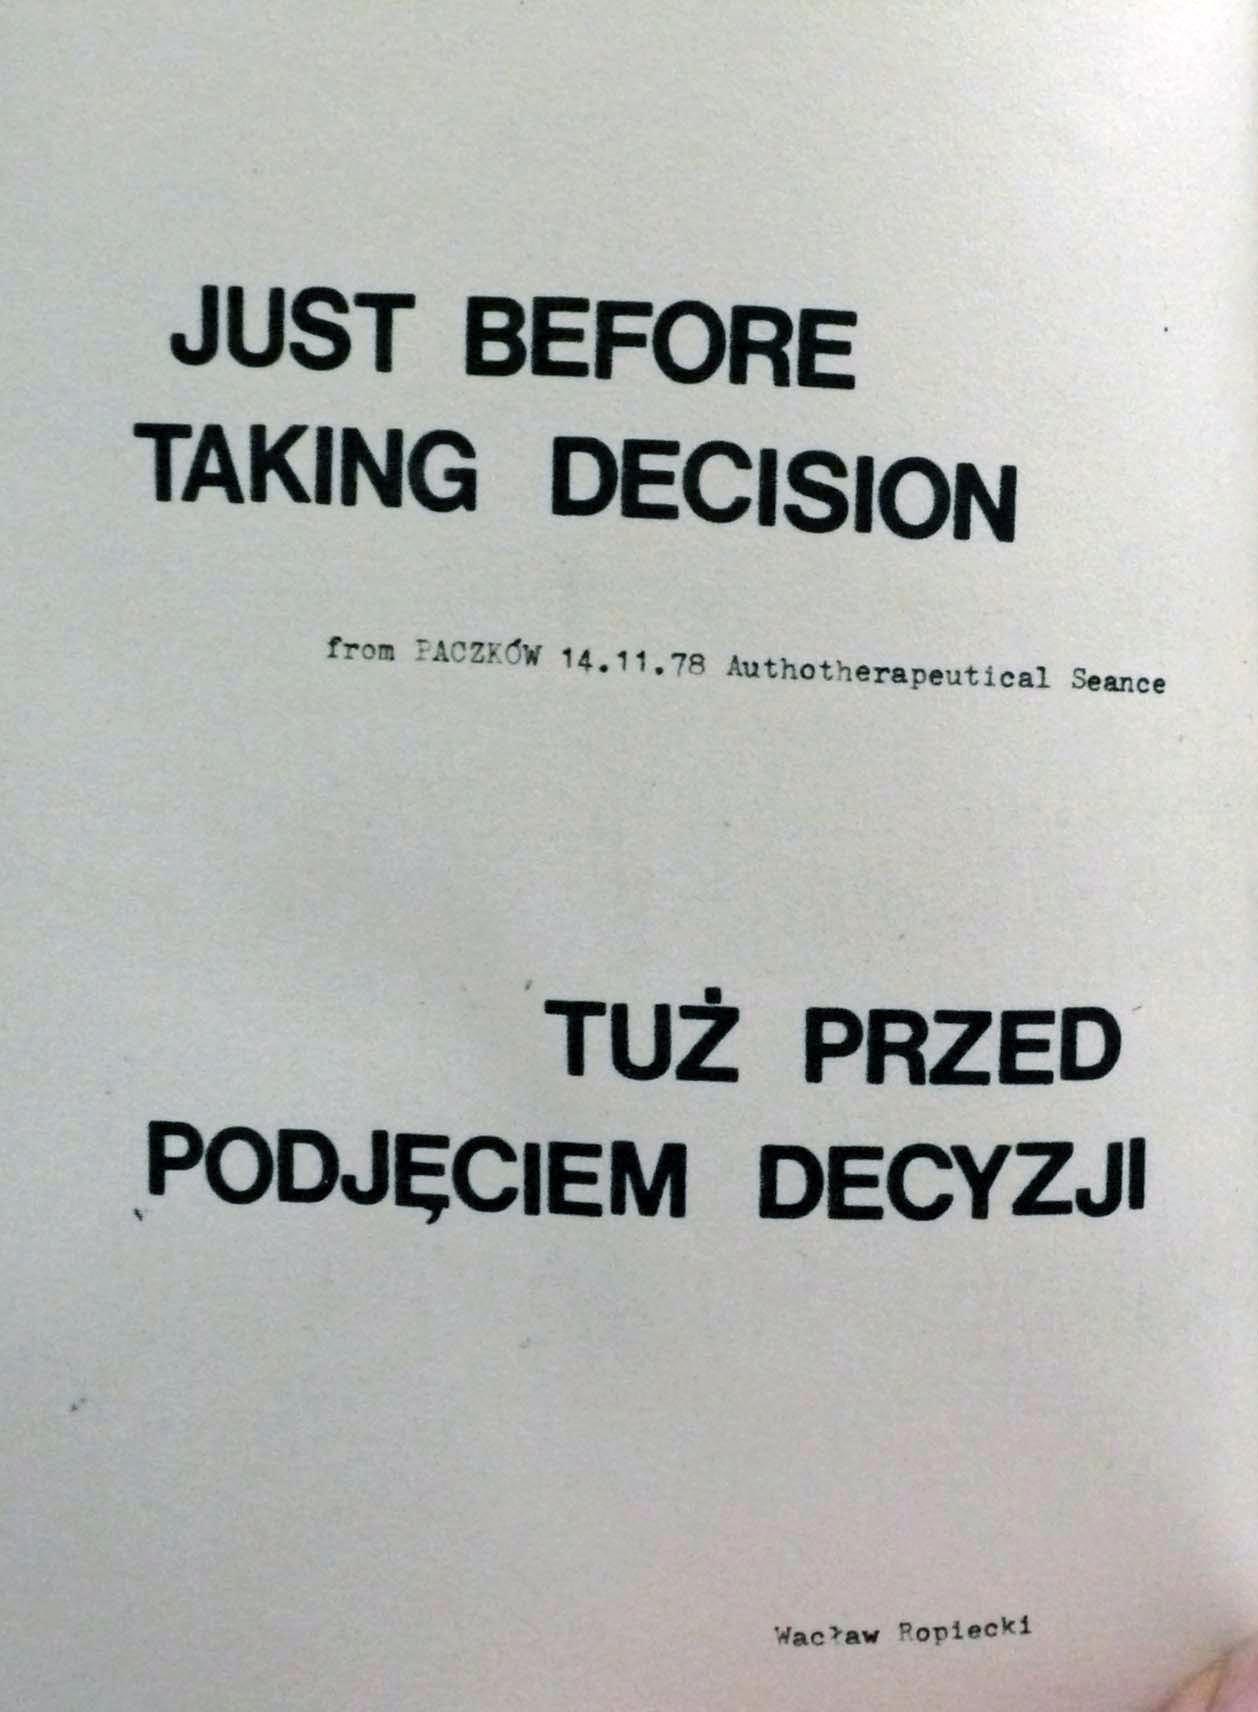 JUST BEFORE
TAKING DECISION
from PACZKÓW 14.11.78 Authotherapeutical Seance
TUŻ PRZED
PODJĘCIEM DECYZJI
Wacław Ropiecki